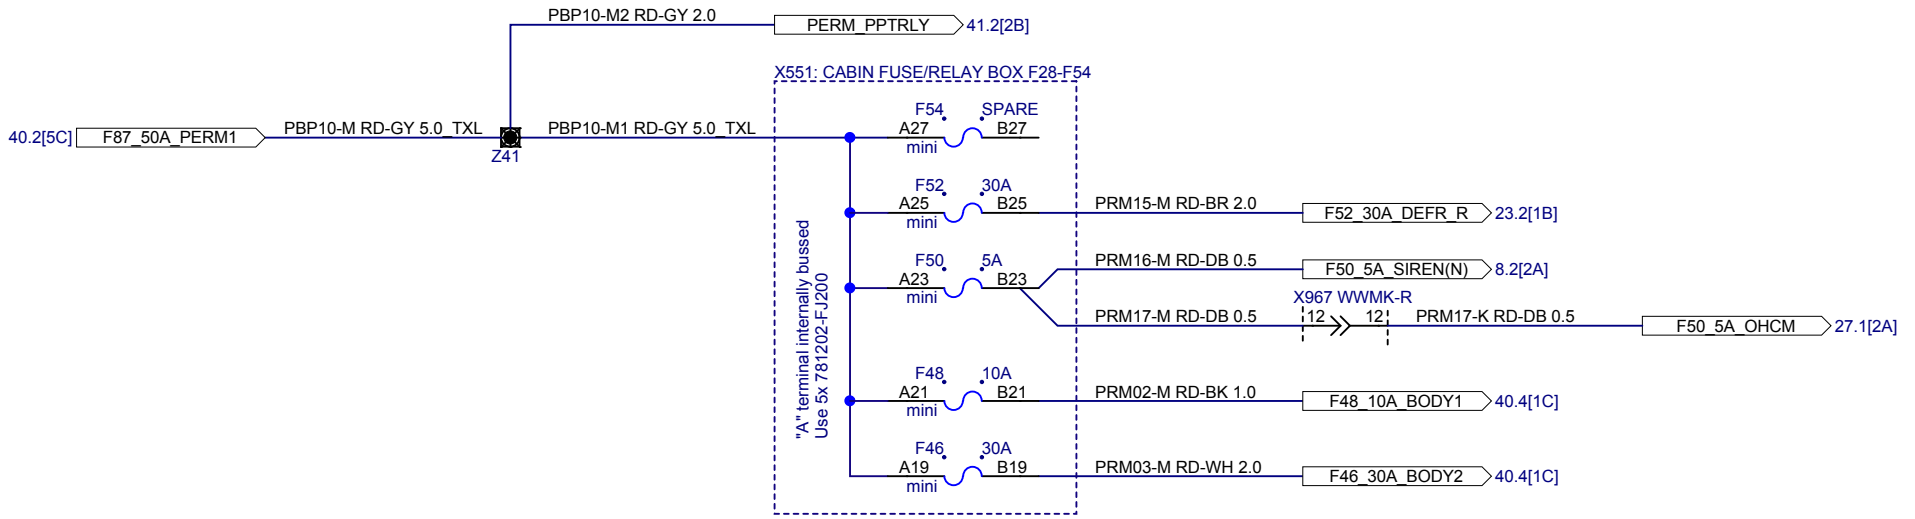 PBP10-M2 RD-GY 2.0
PERM_PPTRLY
41.2[2B]
X551: CABIN FUSE/RELAY BOX F28-F54
40.2[5C]
F87_50A_PERM1
PBP10-M RD-GY 5.0_TXL
Z41
PBP10-M1 RD-GY 5.0_TXL
F54
SPARE
A27
B27
mini
F52
30A
A25
B25
mini
PRM15-M RD-BR 2.0
F52_30A_DEFR_R
23.2[1B]
F50
5A
A23
B23
mini
PRM16-M RD-DB 0.5
F50_5A_SIREN(N)
8.2[2A]
X967 WWMK-R
PRM17-M RD-DB 0.5
12
12
PRM17-K RD-DB 0.5
F50_5A_OHCM
27.1[2A]
F48
10A
A21
B21
mini
PRM02-M RD-BK 1.0
F48_10A_BODY1
40.4[1C]
F46
30A
A19
B19
mini
PRM03-M RD-WH 2.0
F46_30A_BODY2
40.4[1C]
"A" terminal internally bussed
Use 5x 781202-FJ200